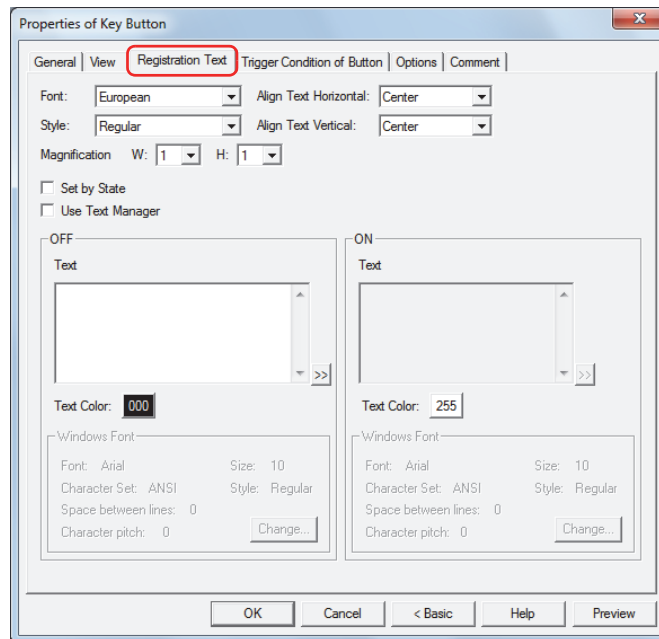 Properties of Key Button
General View Registration Text Trigger Condition of Button Options Comment
Font: European Align Text Horizontal: Center
Style: Regular Align Text Vertical: Center
Magnification W: 1 H: 1
Set by State
Use Text Manager
OFF ON
Text Text
>> >>
Text Color: 000 Text Color: 255
Windows Font Windows Font
Font: Arial Size: 10 Font: Arial Size: 10
Character Set: ANSI Style: Regular Character Set: ANSI Style: Regular
Space between lines: 0 Space between lines: 0
Character pitch: 0 Change... Character pitch: 0 Change...
OK Cancel < Basic Help Preview